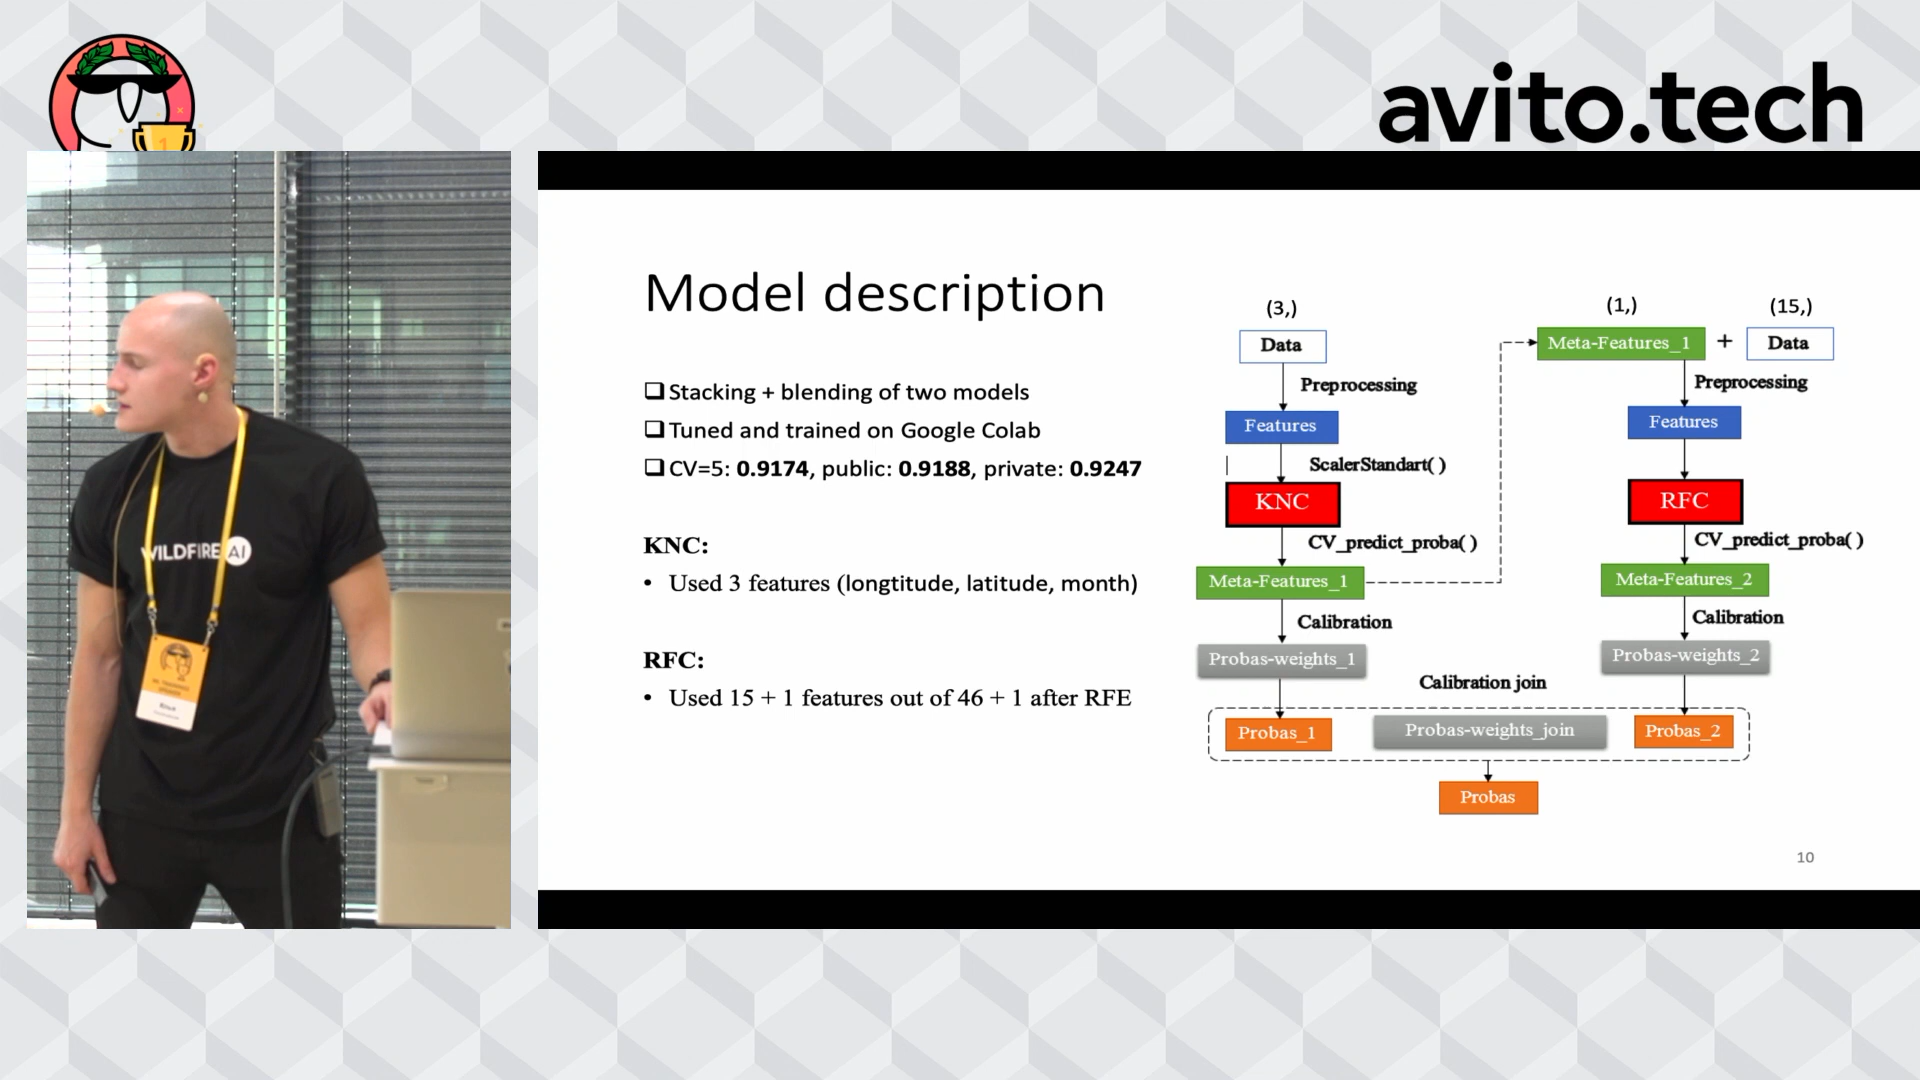 avito.tech
1
WILDFIRE AI
Model description
Stacking + blending of two models
Tuned and trained on Google Colab
CV=5: 0.9174, public: 0.9188, private: 0.9247
KNC:
• Used 3 features (longtitude, latitude, month)
RFC:
• Used 15 + 1 features out of 46 + 1 after RFE
(3,)
Data
Preprocessing
Features
ScalerStandart( )
KNC
CV_predict_proba( )
Meta-Features_1
Calibration
Probas-weights_1
(1,) (15,)
Meta-Features_1 + Data
Preprocessing
Features
RFC
CV_predict_proba( )
Meta-Features_2
Calibration
Probas-weights_2
Calibration join
Probas_1 Probas-weights_join Probas_2
Probas
10